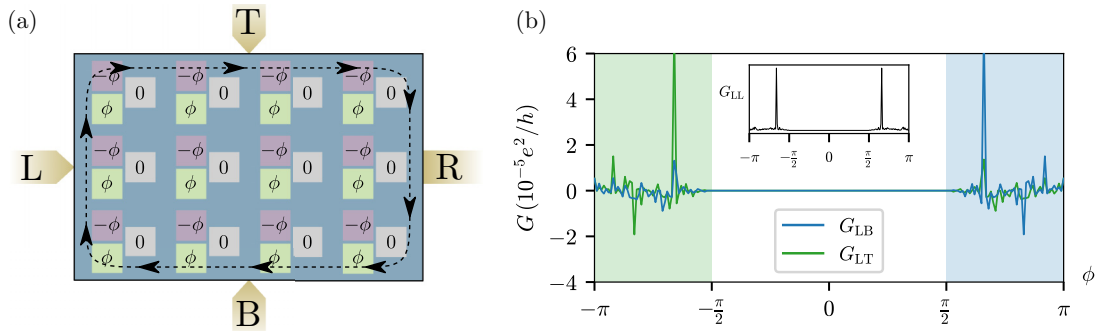 (a)
T
−ϕ −ϕ −ϕ −ϕ
0 0 0 0
ϕ ϕ ϕ ϕ
−ϕ −ϕ −ϕ −ϕ
L 0 0 0 0 R
ϕ ϕ ϕ ϕ
−ϕ −ϕ −ϕ −ϕ
0 0 0 0
ϕ ϕ ϕ ϕ
B
(b)
G (10⁻⁵e²/h)
6
4
2
0
−2
−4
G_LL
−π −π/2 0 π/2 π
G_LB
G_LT
−π −π/2 0 π/2 π
ϕ